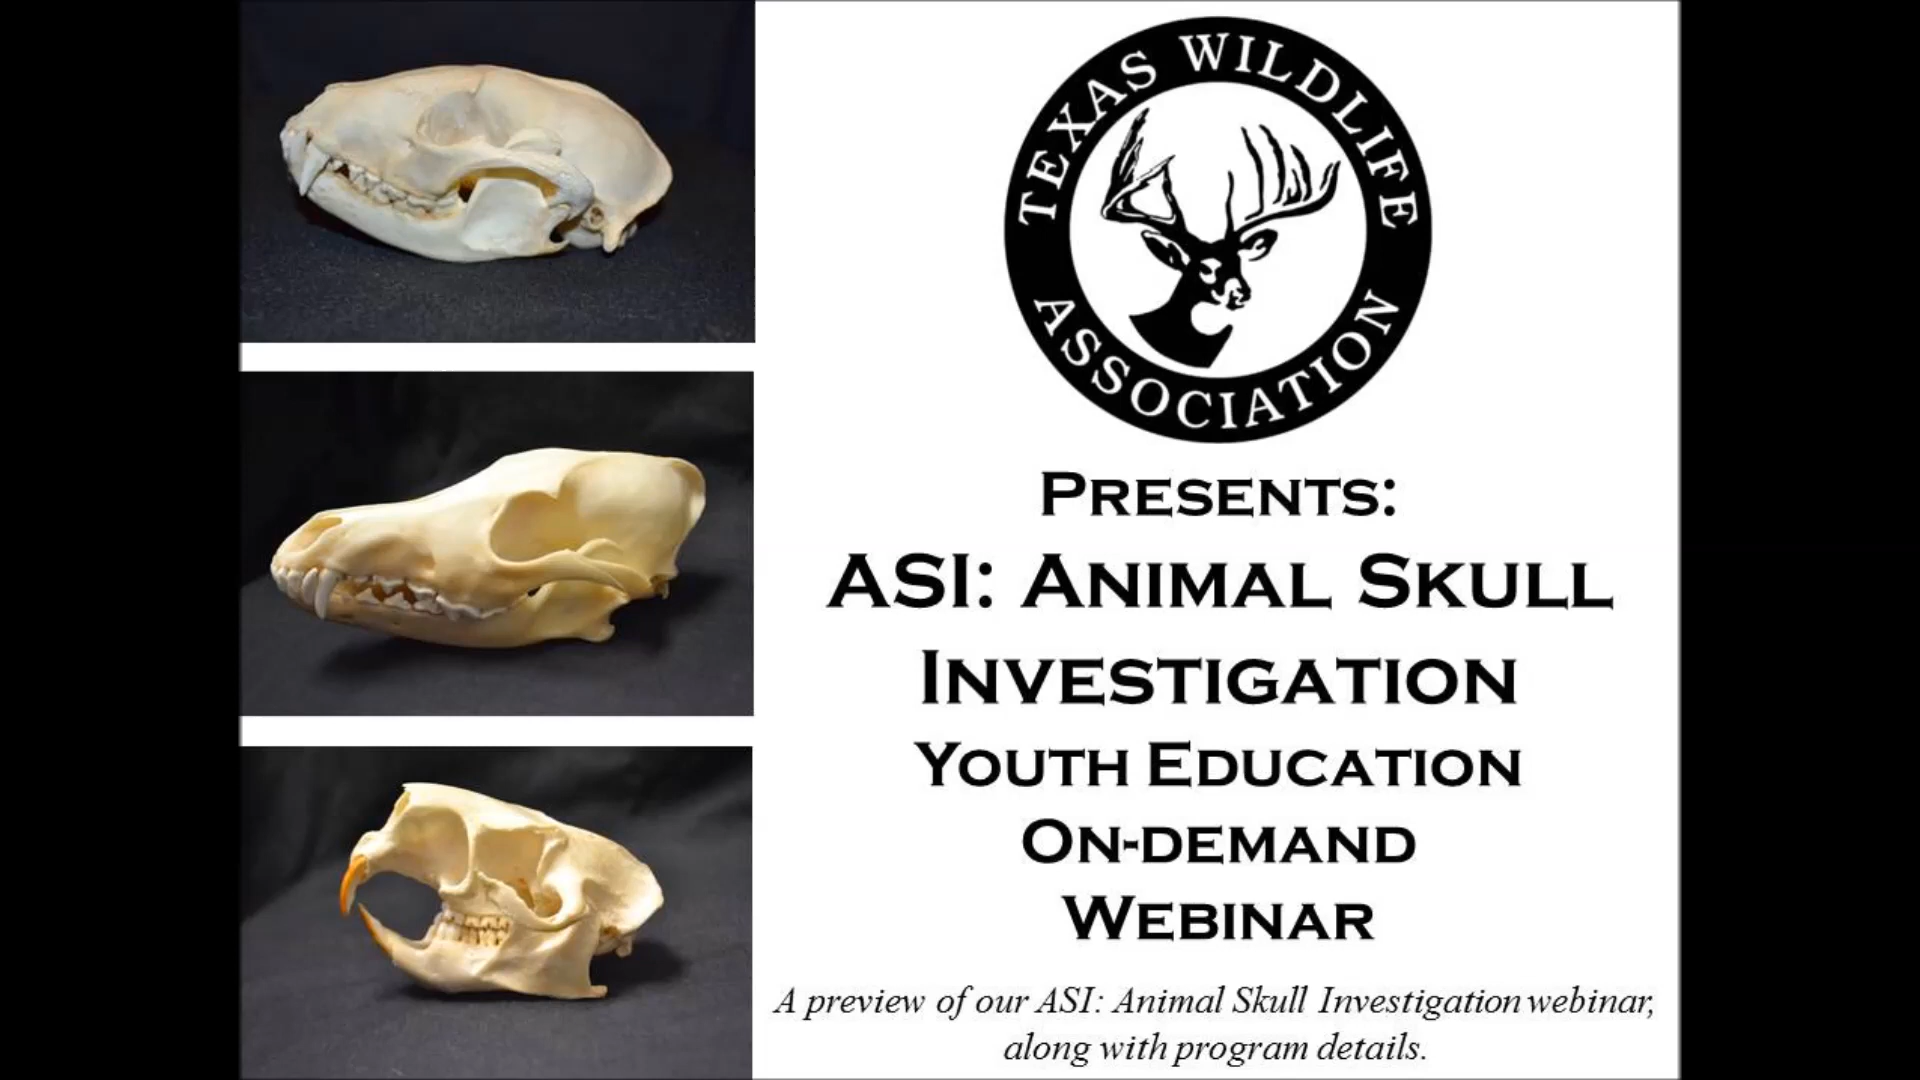 TEXAS WILDLIFE
ASSOCIATION
PRESENTS:
ASI: ANIMAL SKULL
INVESTIGATION
YOUTH EDUCATION
ON-DEMAND
WEBINAR
A preview of our ASI: Animal Skull Investigation webinar,
along with program details.